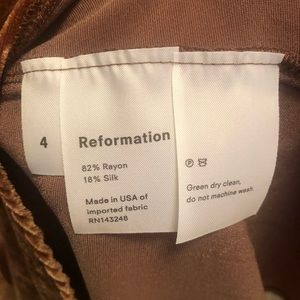 4
Reformation
82% Rayon
18% Silk
Made in USA of
imported fabric
RN143248
Green dry clean,
do not machine wash.